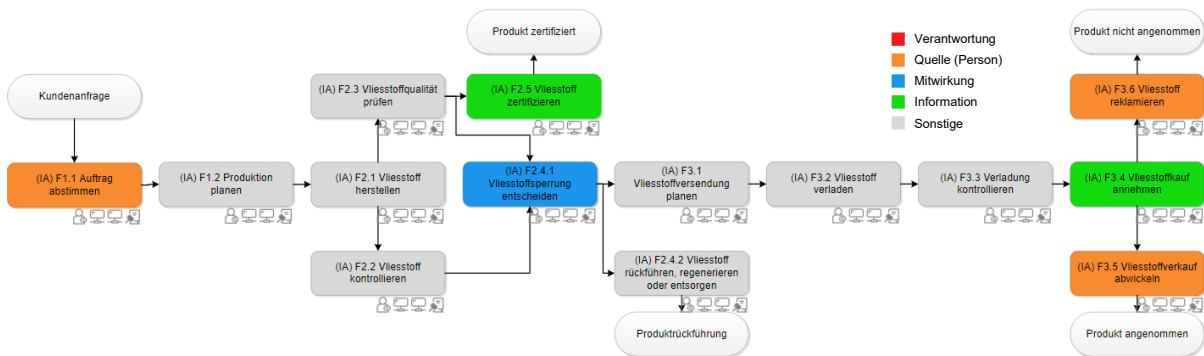 Kundenanfrage
(IA) F1.1 Auftrag
abstimmen
(IA) F1.2 Produktion
planen
(IA) F2.3 Vliesstoffqualität
prüfen
(IA) F2.1 Vliesstoff
herstellen
(IA) F2.2 Vliesstoff
kontrollieren
Produkt zertifiziert
(IA) F2.5 Vliesstoff
zertifizieren
(IA) F2.4.1
Vliesstoffsperrung
entscheiden
(IA) F3.1
Vliesstoffversendung
planen
(IA) F2.4.2 Vliesstoff
rückführen, regenerieren
oder entsorgen
Produktrückführung
(IA) F3.2 Vliesstoff
verladen
(IA) F3.3 Verladung
kontrollieren
Verantwortung
Quelle (Person)
Mitwirkung
Information
Sonstige
Produkt nicht angenommen
(IA) F3.6 Vliesstoff
reklamieren
(IA) F3.4 Vliesstoffkauf
annehmen
(IA) F3.5 Vliesstoffverkauf
abwickeln
Produkt angenommen